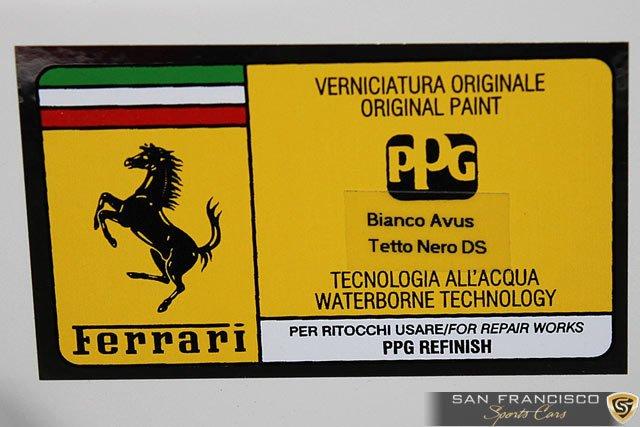 VERNICIATURA ORIGINALE
ORIGINAL PAINT
PPG
Bianco Avus
Tetto Nero DS
TECNOLOGIA ALL'ACQUA
WATERBORNE TECHNOLOGY
Ferrari
PER RITOCCHI USARE/FOR REPAIR WORKS
PPG REFINISH
SAN FRANCISCO
Sports Cars